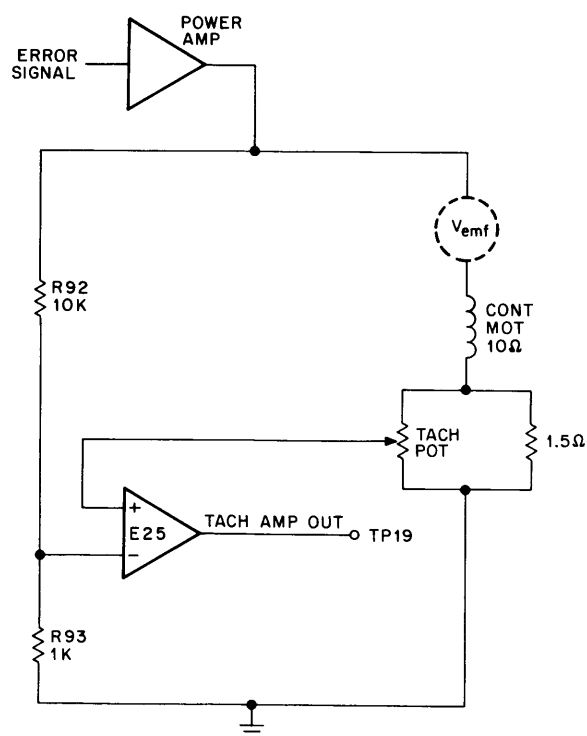 POWER
AMP
ERROR
SIGNAL
Vemf
R92
10K
CONT
MOT
10Ω
TACH
POT
1.5Ω
+
E25
−
TACH AMP OUT
TP19
R93
1K